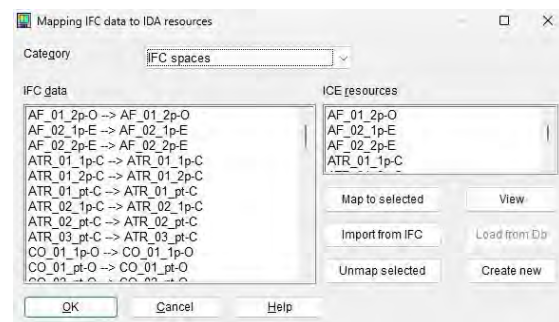 Mapping IFC data to IDA resources
Category
IFC spaces
IFC data
AF_01_2p-O --> AF_01_2p-O
AF_02_1p-E --> AF_02_1p-E
AF_02_2p-E --> AF_02_2p-E
ATR_01_1p-C --> ATR_01_1p-C
ATR_01_2p-C --> ATR_01_2p-C
ATR_01_pt-C --> ATR_01_pt-C
ATR_02_1p-C --> ATR_02_1p-C
ATR_02_pt-C --> ATR_02_pt-C
ATR_03_pt-C --> ATR_03_pt-C
CO_01_1p-O --> CO_01_1p-O
CO_01_pt-O --> CO_01_pt-O
ICE resources
AF_01_2p-O
AF_02_1p-E
AF_02_2p-E
ATR_01_1p-C
Map to selected
View
Import from IFC
Load from Db
Unmap selected
Create new
OK
Cancel
Help